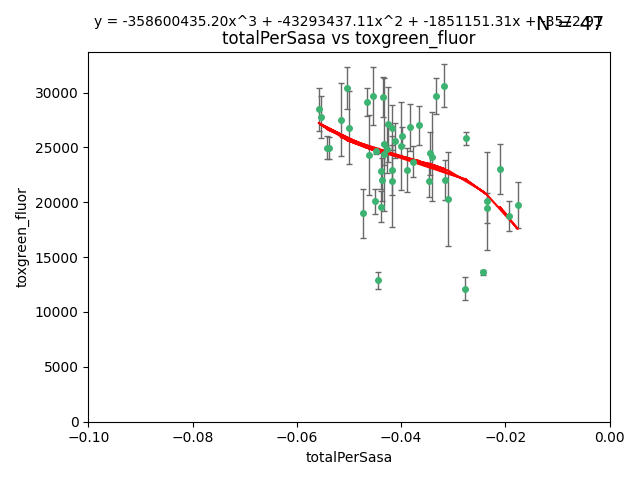 y = -358600435.20x^3 + -43293437.11x^2 + -1851151.31x +
N = 47
totalPerSasa vs toxgreen_fluor
30000
25000
20000
15000
10000
5000
0
toxgreen_fluor
−0.10
−0.08
−0.06
−0.04
−0.02
0.00
totalPerSasa